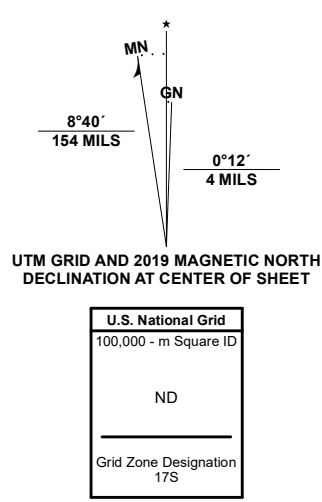 ★
MN
GN
8°40´
154 MILS
0°12´
4 MILS
UTM GRID AND 2019 MAGNETIC NORTH
DECLINATION AT CENTER OF SHEET
U.S. National Grid
100,000 - m Square ID
ND
Grid Zone Designation
17S